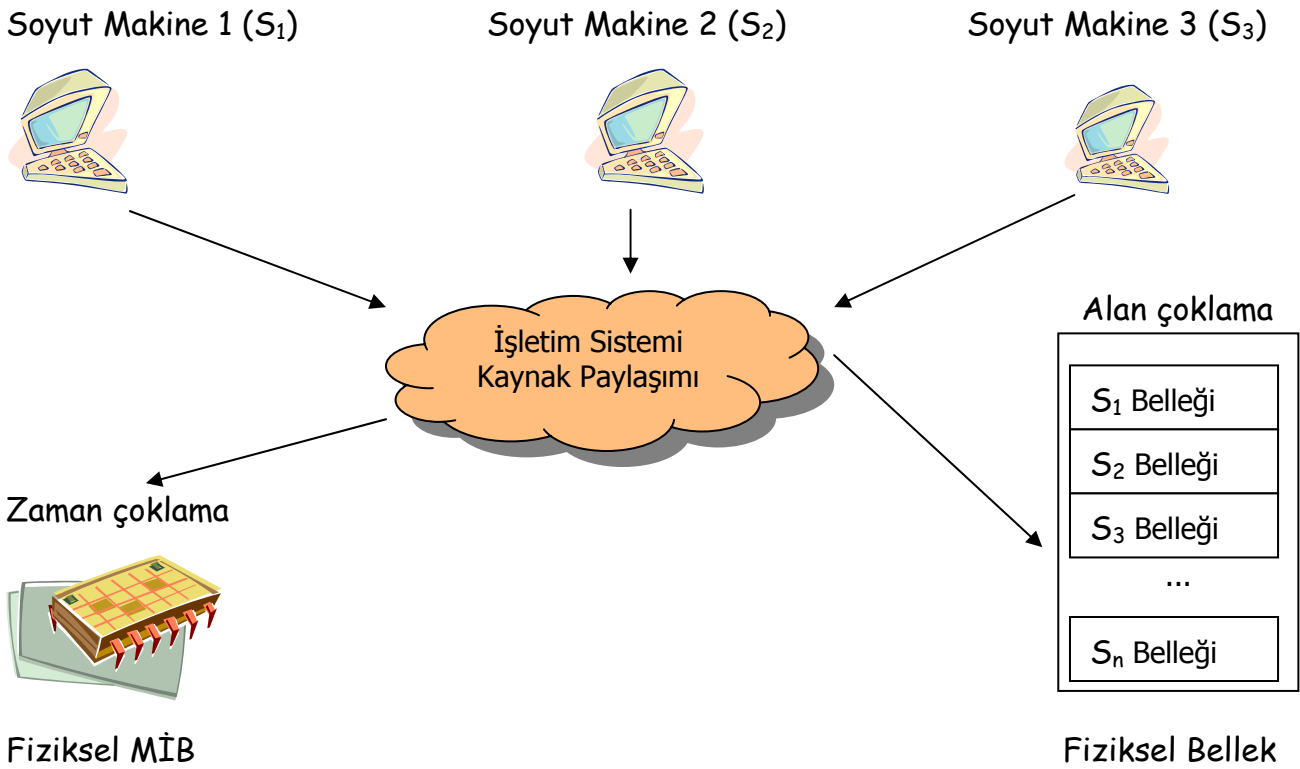 Soyut Makine 1 (S₁)
Soyut Makine 2 (S₂)
Soyut Makine 3 (S₃)
İşletim Sistemi
Kaynak Paylaşımı
Alan çoklama
S₁ Belleği
S₂ Belleği
S₃ Belleği
...
Sₙ Belleği
Zaman çoklama
Fiziksel MİB
Fiziksel Bellek